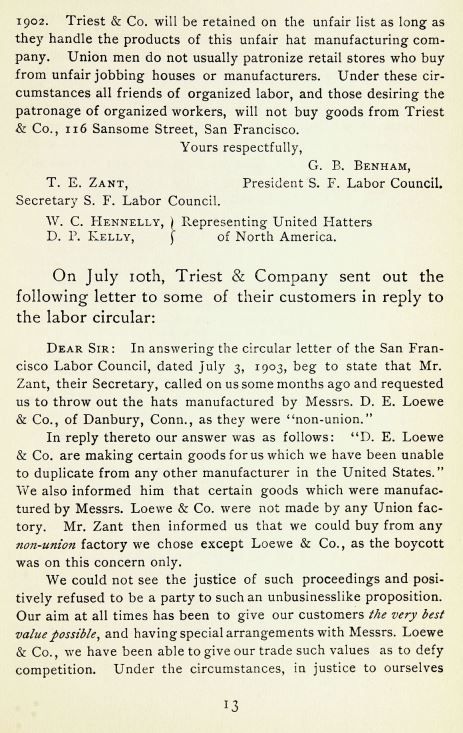 1902. Triest & Co. will be retained on the unfair list as long as
they handle the products of this unfair hat manufacturing com-
pany. Union men do not usually patronize retail stores who buy
from unfair jobbing houses or manufacturers. Under these cir-
cumstances all friends of organized labor, and those desiring the
patronage of organized workers, will not buy goods from Triest
& Co., 116 Sansome Street, San Francisco.
Yours respectfully,
G. B. BENHAM,
T. E. ZANT, President S. F. Labor Council.
Secretary S. F. Labor Council.
W. C. HENNELLY, } Representing United Hatters
D. P. KELLY, } of North America.
On July 10th, Triest & Company sent out the
following letter to some of their customers in reply to
the labor circular:
DEAR SIR: In answering the circular letter of the San Fran-
cisco Labor Council, dated July 3, 1903, beg to state that Mr.
Zant, their Secretary, called on us some months ago and requested
us to throw out the hats manufactured by Messrs. D. E. Loewe
& Co., of Danbury, Conn., as they were "non-union."
In reply thereto our answer was as follows: "D. E. Loewe
& Co. are making certain goods for us which we have been unable
to duplicate from any other manufacturer in the United States."
We also informed him that certain goods which were manufac-
tured by Messrs. Loewe & Co. were not made by any Union fac-
tory. Mr. Zant then informed us that we could buy from any
non-union factory we chose except Loewe & Co., as the boycott
was on this concern only.
We could not see the justice of such proceedings and posi-
tively refused to be a party to such an unbusinesslike proposition.
Our aim at all times has been to give our customers the very best
value possible, and having special arrangements with Messrs. Loewe
& Co., we have been able to give our trade such values as to defy
competition. Under the circumstances, in justice to ourselves
13